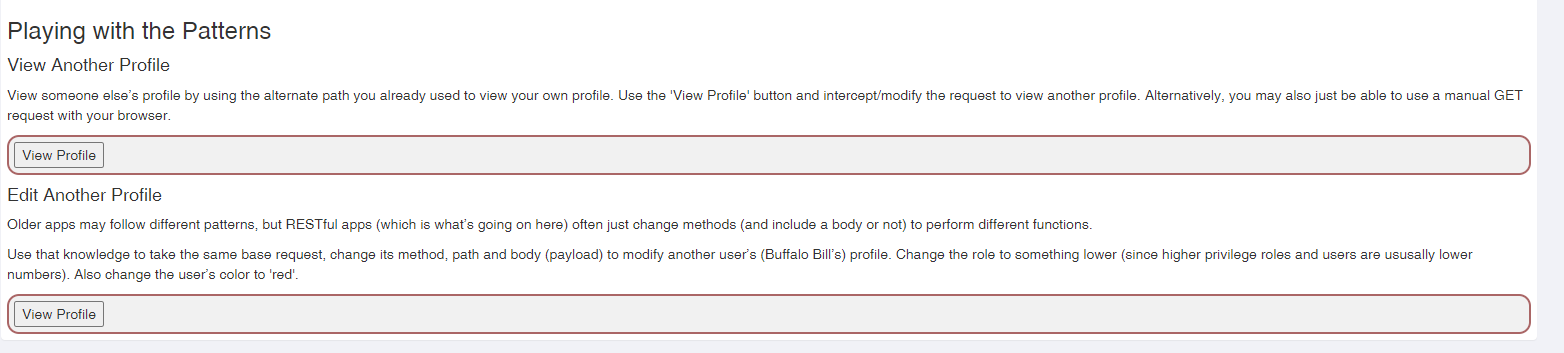 Playing with the Patterns
View Another Profile
View someone else’s profile by using the alternate path you already used to view your own profile. Use the 'View Profile' button and intercept/modify the request to view another profile. Alternatively, you may also just be able to use a manual GET
request with your browser.
View Profile
Edit Another Profile
Older apps may follow different patterns, but RESTful apps (which is what’s going on here) often just change methods (and include a body or not) to perform different functions.
Use that knowledge to take the same base request, change its method, path and body (payload) to modify another user’s (Buffalo Bill’s) profile. Change the role to something lower (since higher privilege roles and users are ususally lower
numbers). Also change the user’s color to 'red'.
View Profile